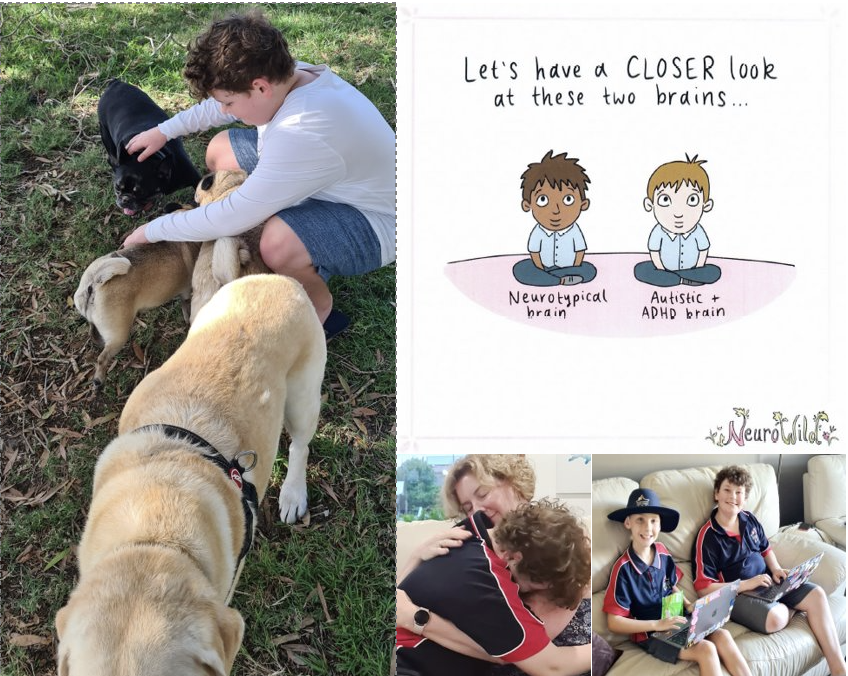 Let's have a CLOSER look
at these two brains...
Neurotypical
brain
Autistic +
ADHD brain
NeuroWild